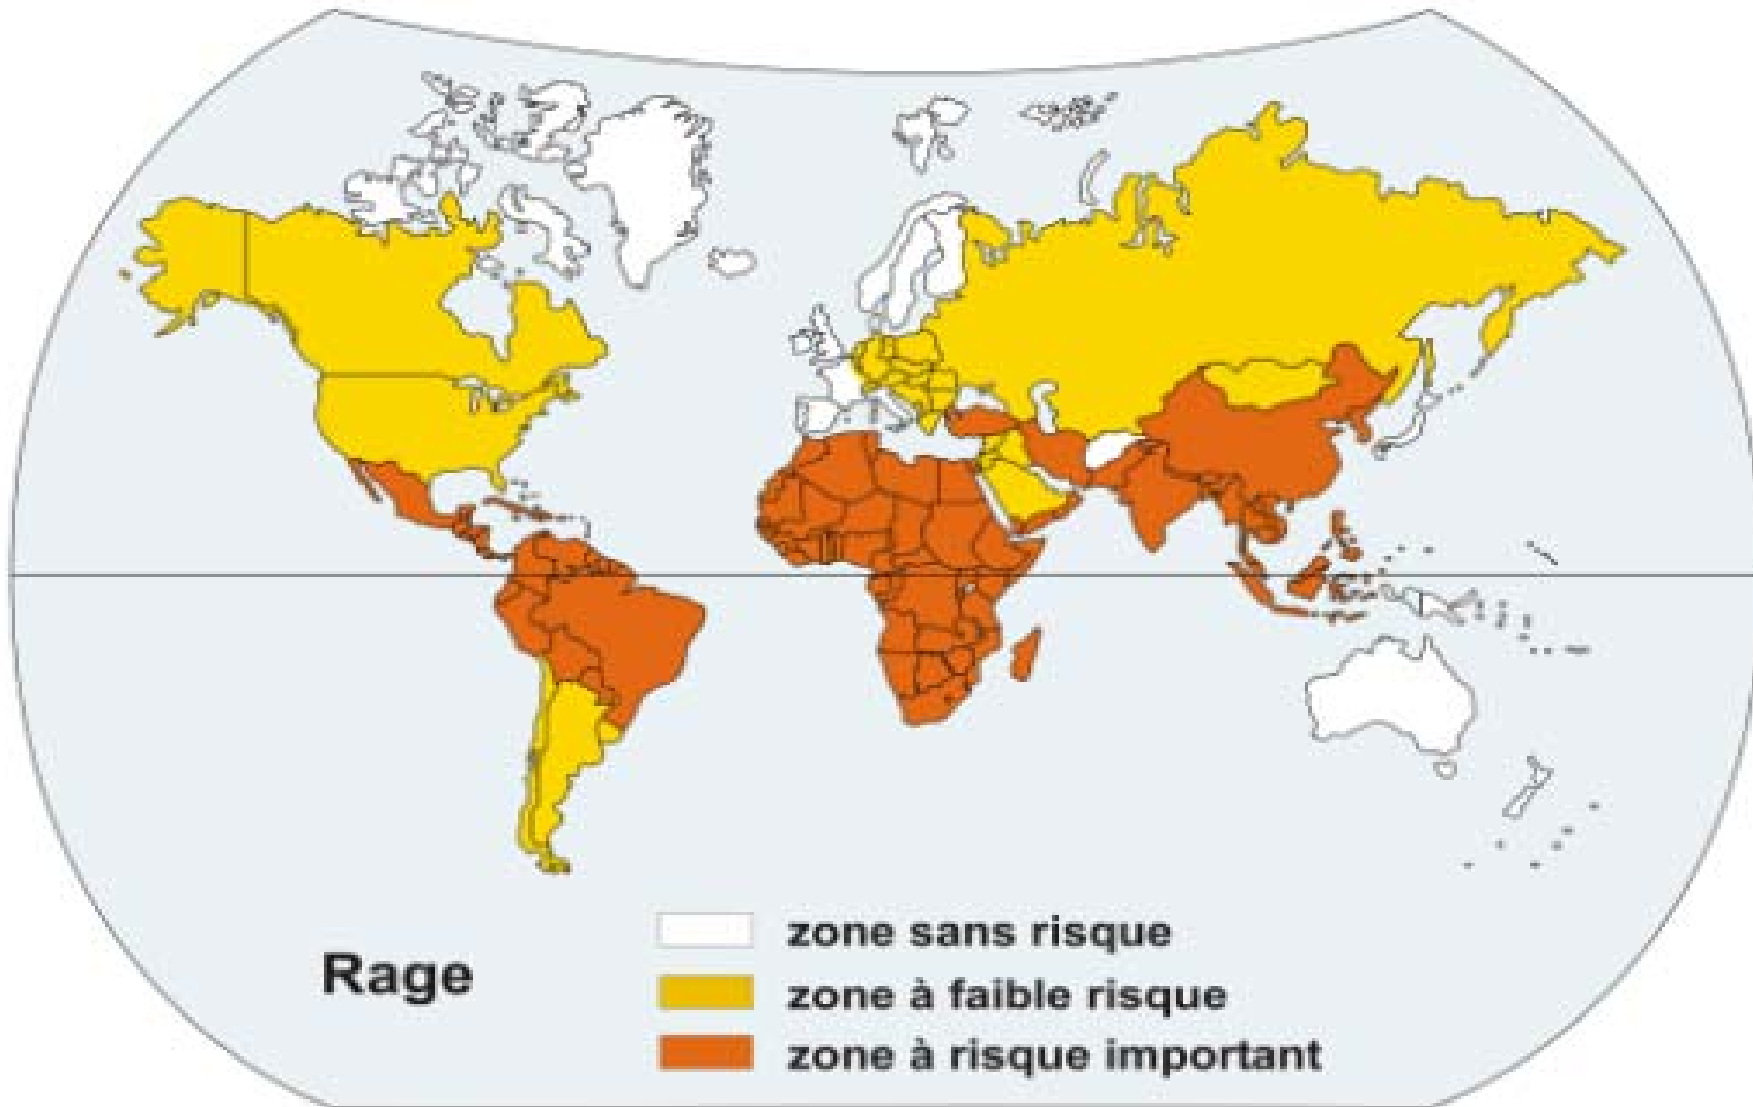 zone sans risque
Rage
zone à faible risque
zone à risque important